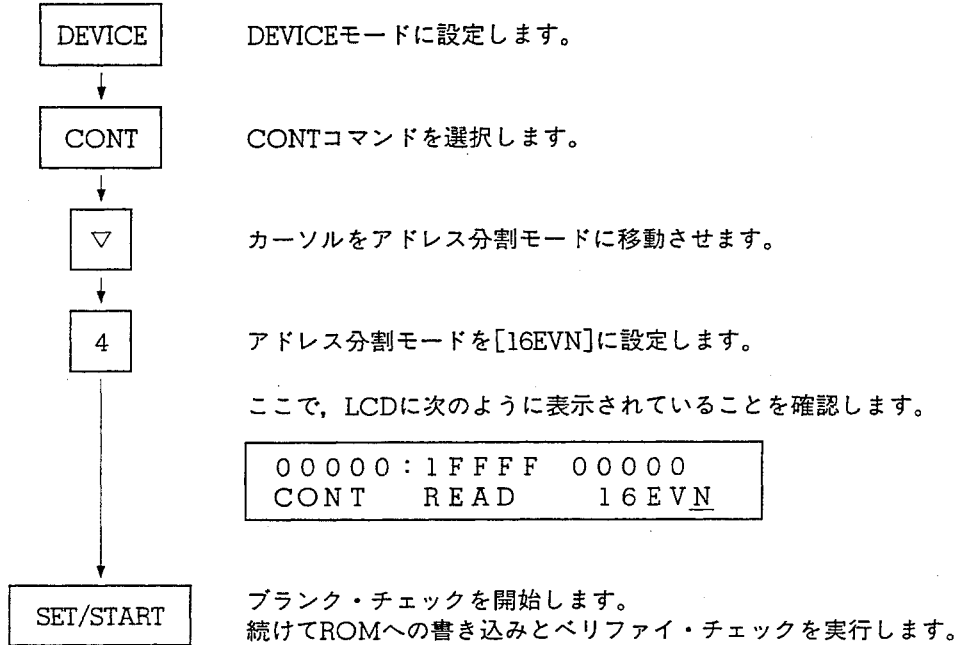 DEVICE DEVICEモードに設定します。
CONT CONTコマンドを選択します。
▽ カーソルをアドレス分割モードに移動させます。
4 アドレス分割モードを[16EVN]に設定します。
ここで，LCDに次のように表示されていることを確認します。
00000:1FFFF 00000
CONT READ 16EVN
SET/START ブランク・チェックを開始します。
続けてROMへの書き込みとベリファイ・チェックを実行します。